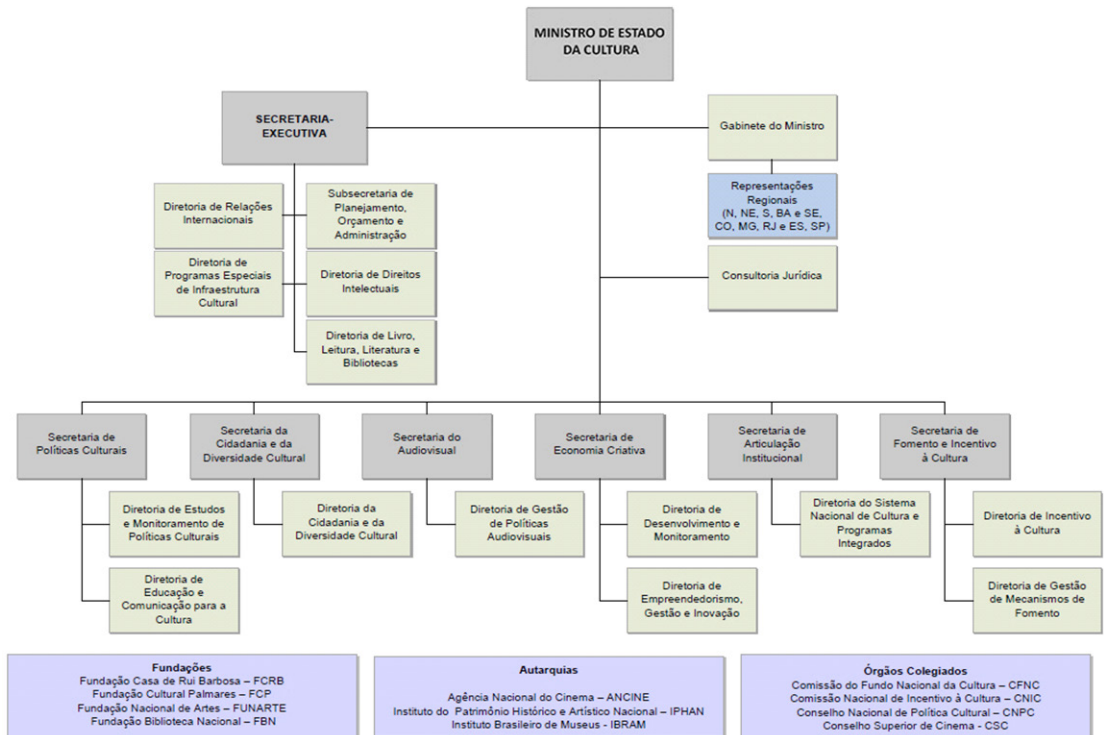 MINISTRO DE ESTADO
DA CULTURA
SECRETARIA-
EXECUTIVA
Gabinete do Ministro
Representações
Regionais
(N, NE, S, BA e SE,
CO, MG, RJ e ES, SP)
Consultoria Jurídica
Diretoria de Relações
Internacionais
Subsecretaria de
Planejamento,
Orçamento e
Administração
Diretoria de
Programas Especiais
de Infraestrutura
Cultural
Diretoria de Direitos
Intelectuais
Diretoria de Livro,
Leitura, Literatura e
Bibliotecas
Secretaria de
Políticas Culturais
Secretaria da
Cidadania e da
Diversidade Cultural
Secretaria do
Audiovisual
Secretaria de
Economia Criativa
Secretaria de
Articulação
Institucional
Secretaria de
Fomento e Incentivo
à Cultura
Diretoria de Estudos
e Monitoramento de
Políticas Culturais
Diretoria da
Cidadania e da
Diversidade Cultural
Diretoria de Gestão
de Políticas
Audiovisuais
Diretoria de
Desenvolvimento e
Monitoramento
Diretoria do Sistema
Nacional de Cultura e
Programas
Integrados
Diretoria de Incentivo
à Cultura
Diretoria de
Educação e
Comunicação para a
Cultura
Diretoria de
Empreendedorismo,
Gestão e Inovação
Diretoria de Gestão
de Mecanismos de
Fomento
Fundações
Fundação Casa de Rui Barbosa – FCRB
Fundação Cultural Palmares – FCP
Fundação Nacional de Artes – FUNARTE
Fundação Biblioteca Nacional – FBN
Autarquias
Agência Nacional do Cinema – ANCINE
Instituto do Patrimônio Histórico e Artístico Nacional – IPHAN
Instituto Brasileiro de Museus - IBRAM
Órgãos Colegiados
Comissão do Fundo Nacional da Cultura – CFNC
Comissão Nacional de Incentivo à Cultura – CNIC
Conselho Nacional de Política Cultural – CNPC
Conselho Superior de Cinema - CSC